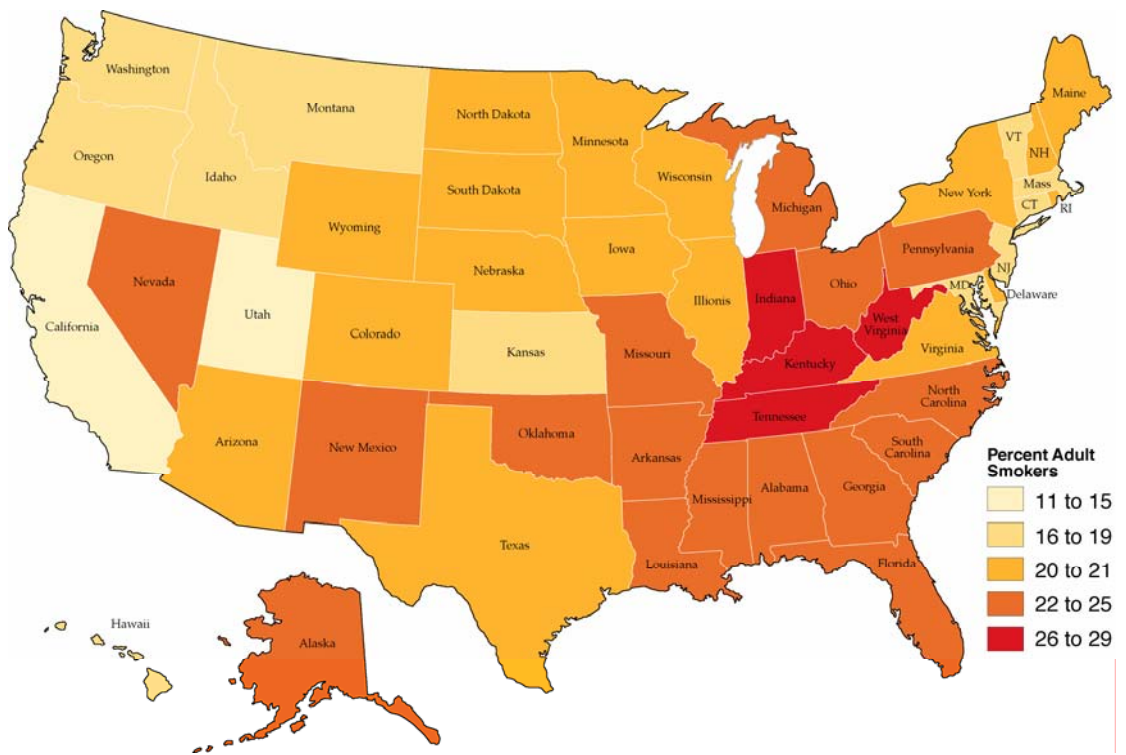 Washington
Montana
North Dakota
Minnesota
Maine
VT
NH
Oregon
Idaho
Wisconsin
South Dakota
Mass
New York
CT
RI
Michigan
Wyoming
Iowa
Pennsylvania
Nebraska
NJ
Nevada
Ohio
MD
Delaware
Illionis
Indiana
Utah
West
Virginia
California
Colorado
Kansas
Missouri
Virginia
Kentucky
North
Carolina
Tennessee
Oklahoma
Arizona
New Mexico
South
Carolina
Arkansas
Alabama
Georgia
Mississippi
Texas
Louisiana
Florida
Hawaii
Alaska
Percent Adult
Smokers
11 to 15
16 to 19
20 to 21
22 to 25
26 to 29